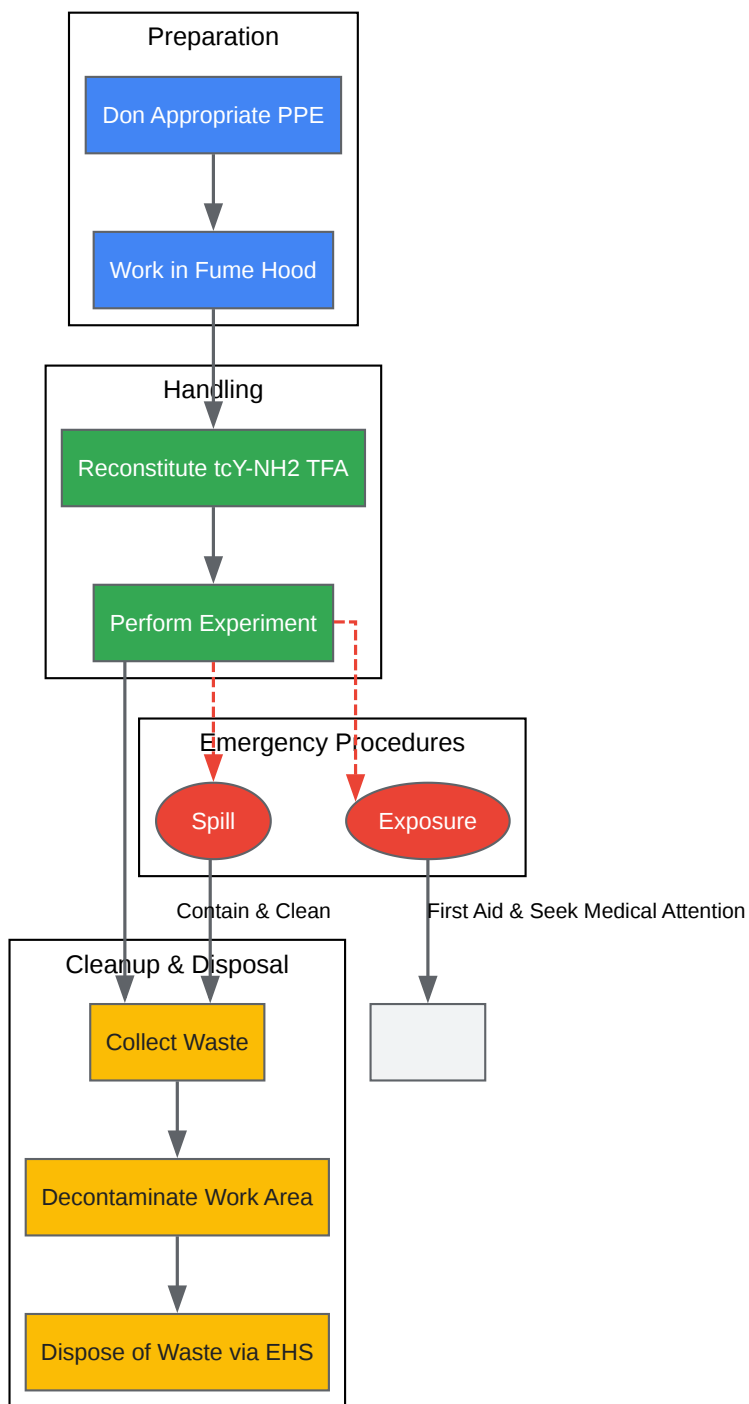 Preparation
Don Appropriate PPE
Work in Fume Hood
Handling
Reconstitute tcY-NH2 TFA
Perform Experiment
Emergency Procedures
Spill
Exposure
Contain & Clean
First Aid & Seek Medical Attention
Cleanup & Disposal
Collect Waste
Decontaminate Work Area
Dispose of Waste via EHS